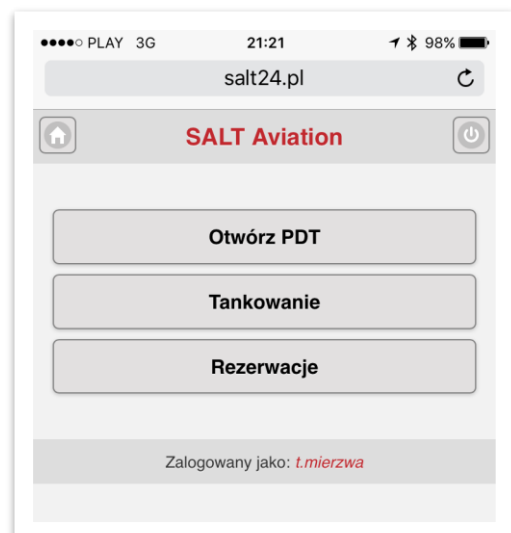 PLAY 3G 21:21 98%
salt24.pl
SALT Aviation
Otwórz PDT
Tankowanie
Rezerwacje
Zalogowany jako: t.mierzwa